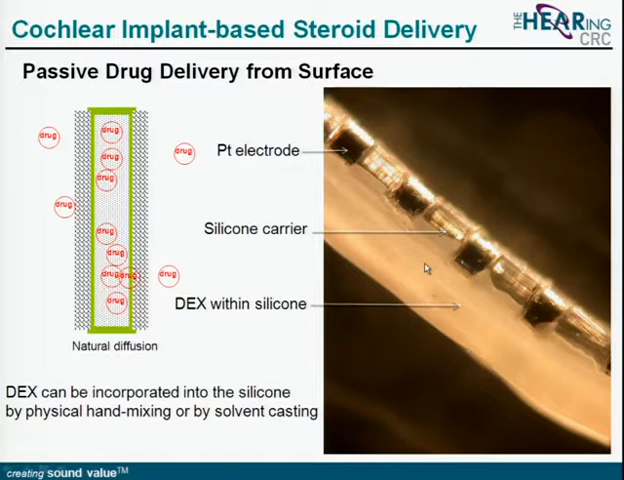 Cochlear Implant-based Steroid Delivery
THE HEARing
CRC
Passive Drug Delivery from Surface
drug
drug
drug
drug
drug
drug
drug
drug
drug
drug
drug
drug
Pt electrode
Silicone carrier
DEX within silicone
Natural diffusion
DEX can be incorporated into the silicone
by physical hand-mixing or by solvent casting
creating sound value™